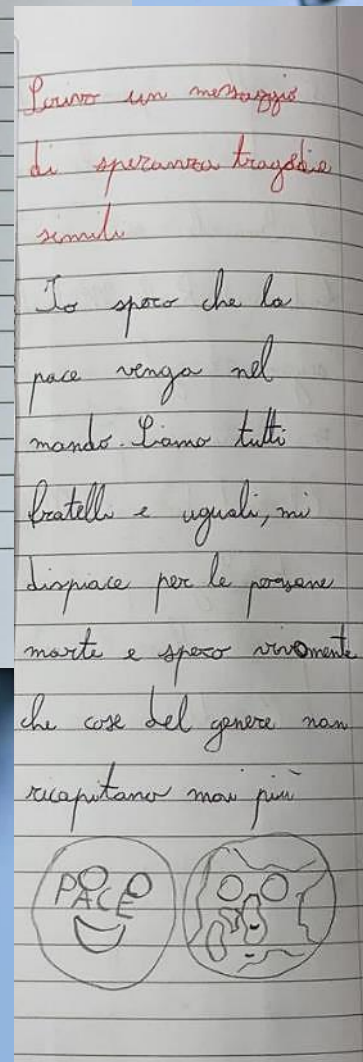 Scrivo un messaggio
di speranza tragedie
simili
Io spero che la
pace venga nel
mondo. Siamo tutti
fratelli e uguali, mi
dispiace per le persone
morte e spero vivamente
che cose del genere non
ricapitano mai più
PACE